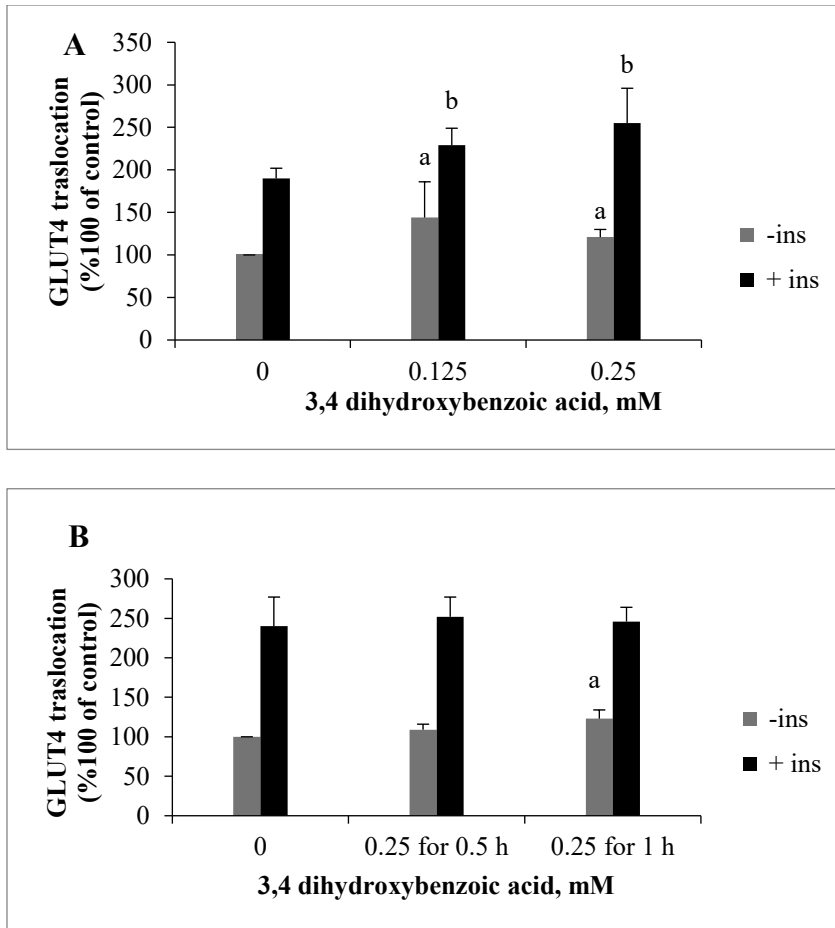 A
GLUT4 traslocation
(%100 of control)
350
300
250
200
150
100
50
0
a
b
a
b
0
0.125
0.25
3,4 dihydroxybenzoic acid, mM
-ins
+ ins
B
GLUT4 traslocation
(%100 of control)
300
250
200
150
100
50
0
a
0
0.25 for 0.5 h
0.25 for 1 h
3,4 dihydroxybenzoic acid, mM
-ins
+ ins